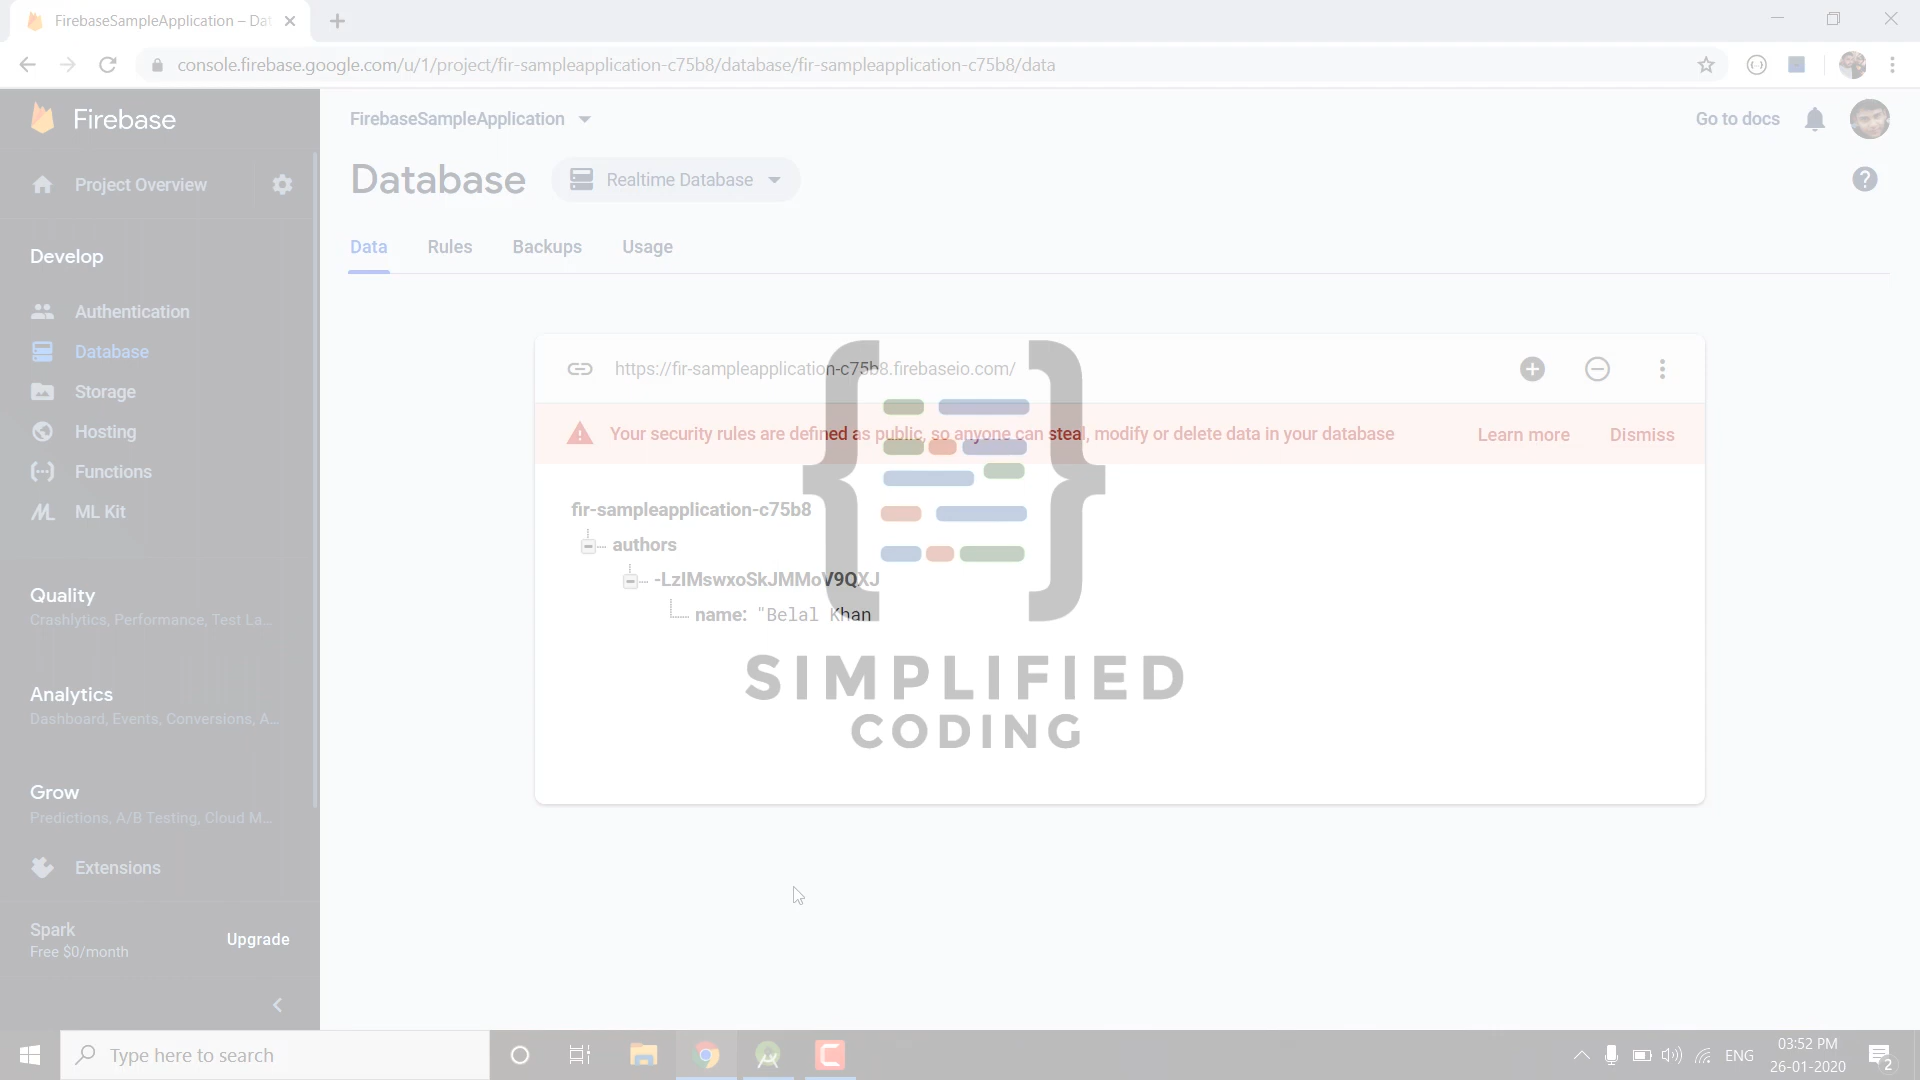 FirebaseSampleApplication – Dat
console.firebase.google.com/u/1/project/fir-sampleapplication-c75b8/database/fir-sampleapplication-c75b8/data
Firebase
FirebaseSampleApplication
Go to docs
Project Overview
Database
Realtime Database
Data
Rules
Backups
Usage
Develop
Authentication
Database
Storage
Hosting
Functions
ML Kit
Quality
Crashlytics, Performance, Test La...
Analytics
Dashboard, Events, Conversions, A...
Grow
Predictions, A/B Testing, Cloud M...
Extensions
Spark
Free $0/month
Upgrade
https://fir-sampleapplication-c75b8.firebaseio.com/
Your security rules are defined as public, so anyone can steal, modify or delete data in your database
Learn more
Dismiss
fir-sampleapplication-c75b8
authors
-LzIMswxoSkJMMoV9QXJ
name: "Belal Khan
SIMPLIFIED
CODING
Type here to search
ENG
03:52 PM
26-01-2020
2